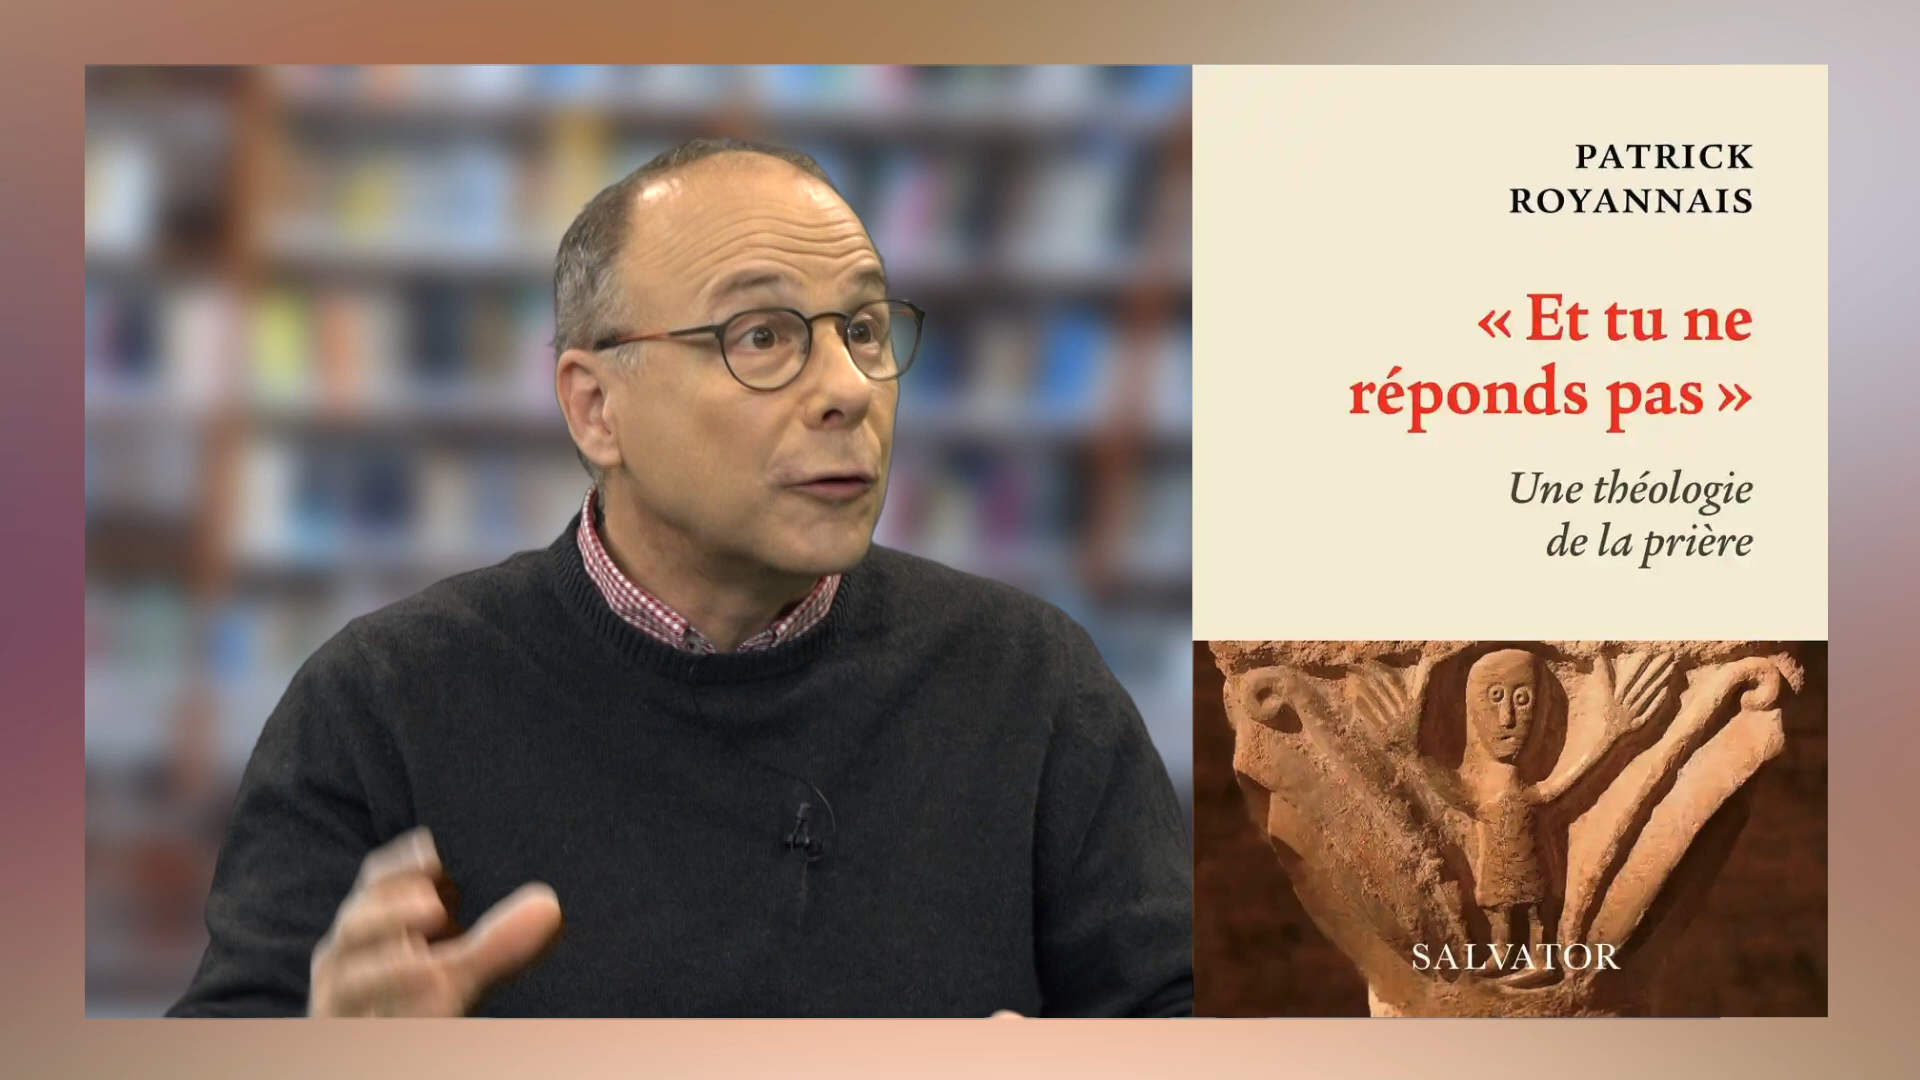 PATRICK
ROYANNAIS
« Et tu ne
réponds pas »
Une théologie
de la prière
SALVATOR